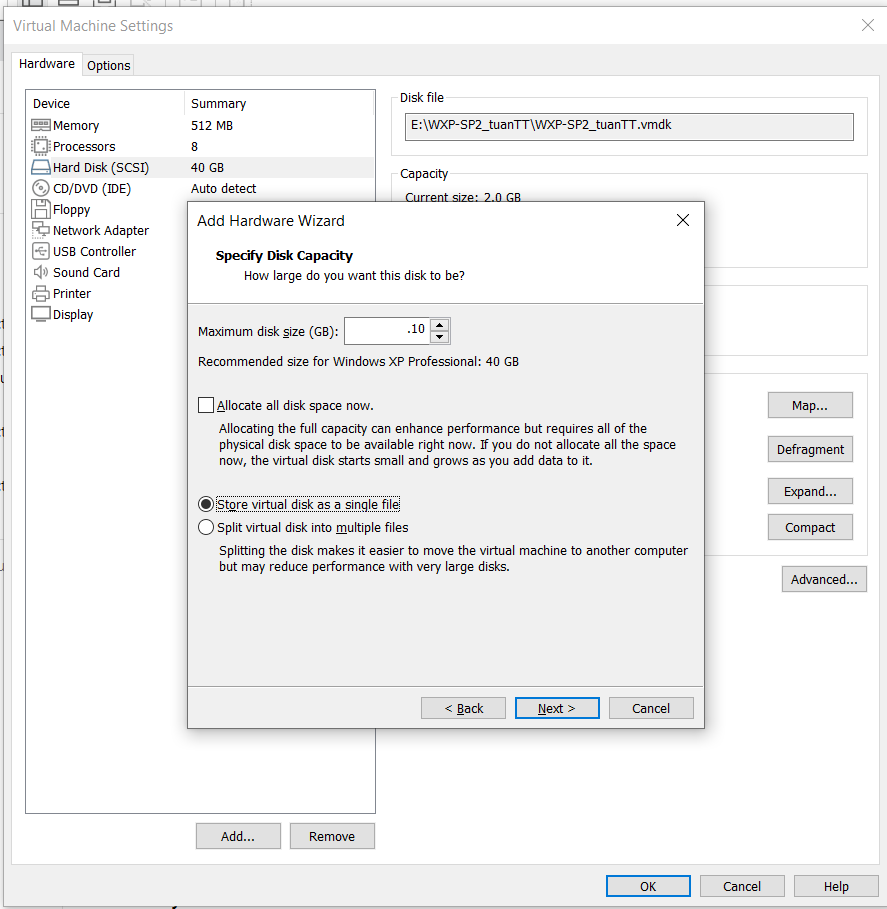 Virtual Machine Settings
Hardware
Options
Device Summary
Memory 512 MB
Processors 8
Hard Disk (SCSI) 40 GB
CD/DVD (IDE) Auto detect
Floppy
Network Adapter
USB Controller
Sound Card
Printer
Display
Add...
Remove
Disk file
E:\WXP-SP2_tuanTT\WXP-SP2_tuanTT.vmdk
Capacity
Current size: 2.0 GB
Map...
Defragment
Expand...
Compact
Advanced...
Add Hardware Wizard
Specify Disk Capacity
How large do you want this disk to be?
Maximum disk size (GB): .10
Recommended size for Windows XP Professional: 40 GB
Allocate all disk space now.
Allocating the full capacity can enhance performance but requires all of the
physical disk space to be available right now. If you do not allocate all the space
now, the virtual disk starts small and grows as you add data to it.
Store virtual disk as a single file
Split virtual disk into multiple files
Splitting the disk makes it easier to move the virtual machine to another computer
but may reduce performance with very large disks.
< Back
Next >
Cancel
OK
Cancel
Help